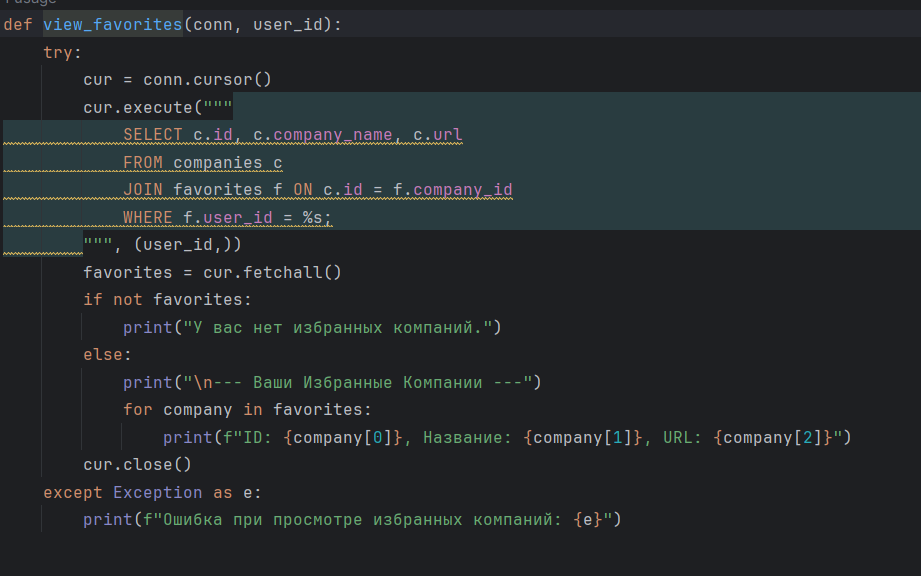 def view_favorites(conn, user_id):
    try:
        cur = conn.cursor()
        cur.execute("""
            SELECT c.id, c.company_name, c.url
            FROM companies c
            JOIN favorites f ON c.id = f.company_id
            WHERE f.user_id = %s;
        """, (user_id,))
        favorites = cur.fetchall()
        if not favorites:
            print("У вас нет избранных компаний.")
        else:
            print("\n--- Ваши Избранные Компании ---")
            for company in favorites:
                print(f"ID: {company[0]}, Название: {company[1]}, URL: {company[2]}")
        cur.close()
    except Exception as e:
        print(f"Ошибка при просмотре избранных компаний: {e}")